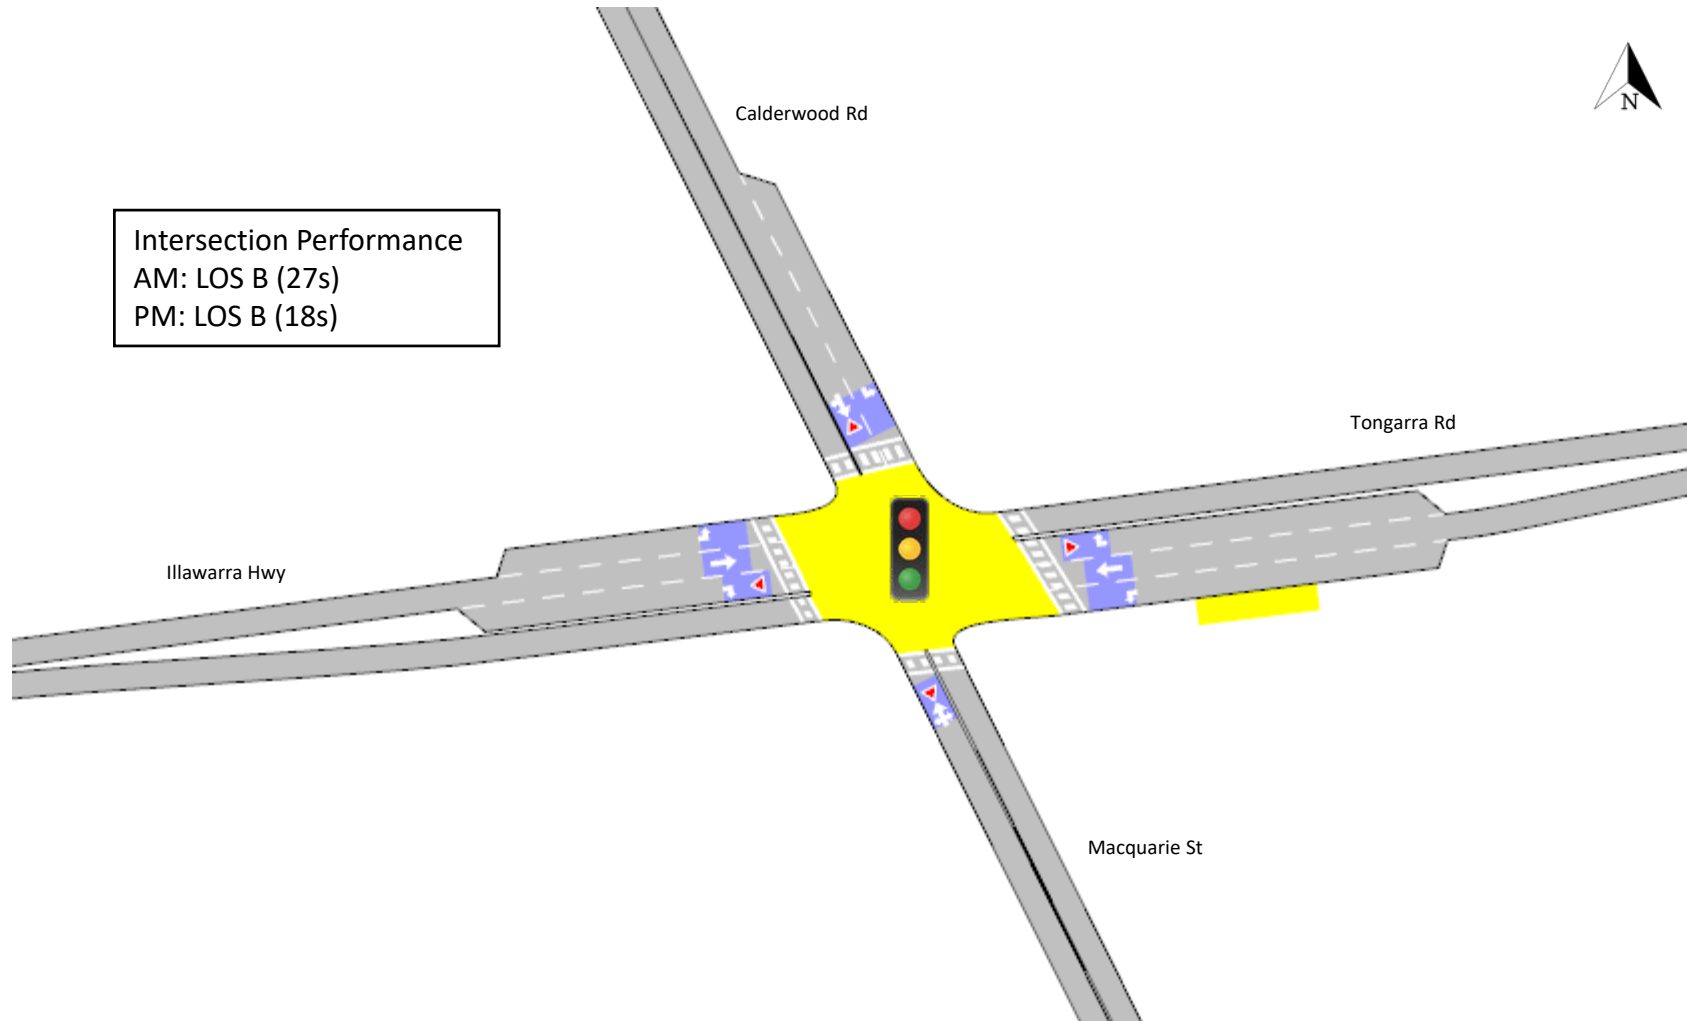 Calderwood Rd
N
Intersection Performance
AM: LOS B (27s)
PM: LOS B (18s)
Tongarra Rd
Illawarra Hwy
Macquarie St